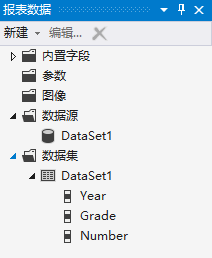 报表数据
新建 编辑...
内置字段
参数
图像
数据源
DataSet1
数据集
DataSet1
Year
Grade
Number